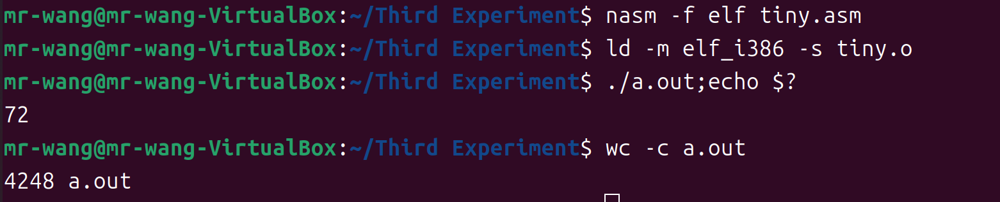 mr-wang@mr-wang-VirtualBox:~/Third Experiment$ nasm -f elf tiny.asm
mr-wang@mr-wang-VirtualBox:~/Third Experiment$ ld -m elf_i386 -s tiny.o
mr-wang@mr-wang-VirtualBox:~/Third Experiment$ ./a.out;echo $?
72
mr-wang@mr-wang-VirtualBox:~/Third Experiment$ wc -c a.out
4248 a.out